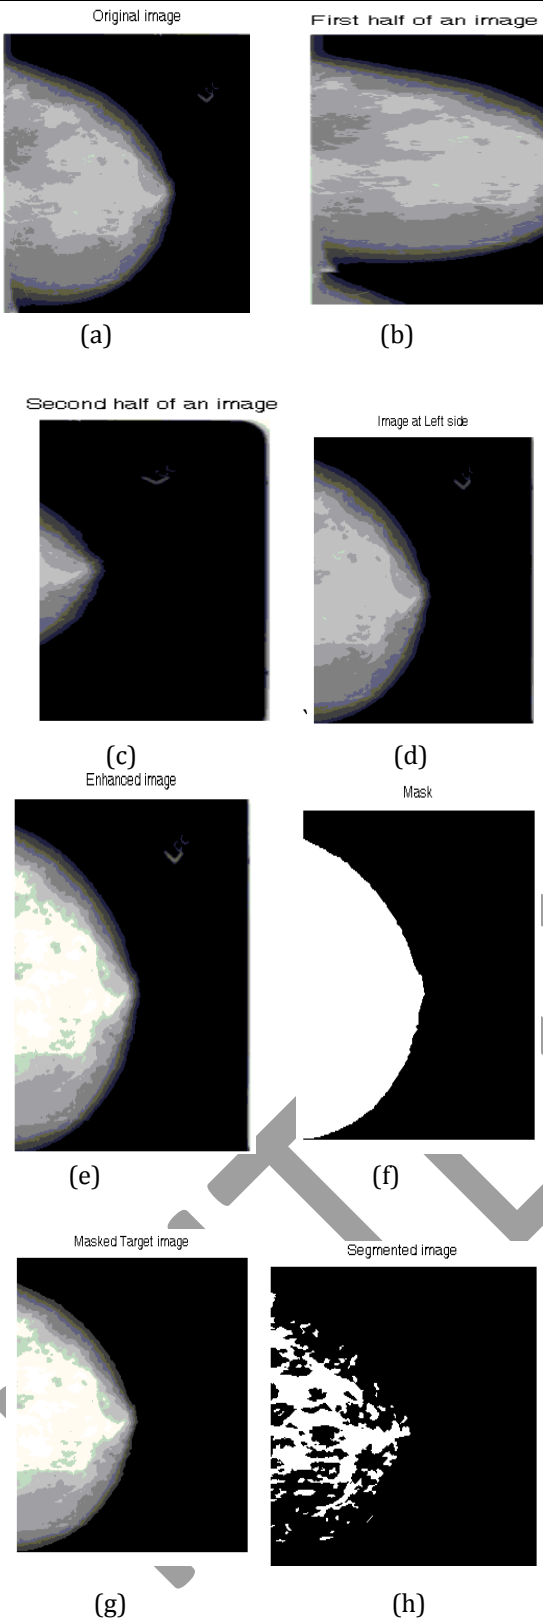 Original image
First half of an image
(a)
(b)
Second half of an image
Image at Left side
(c)
(d)
Enhanced image
Mask
(e)
(f)
Masked Target image
Segmented image
(g)
(h)